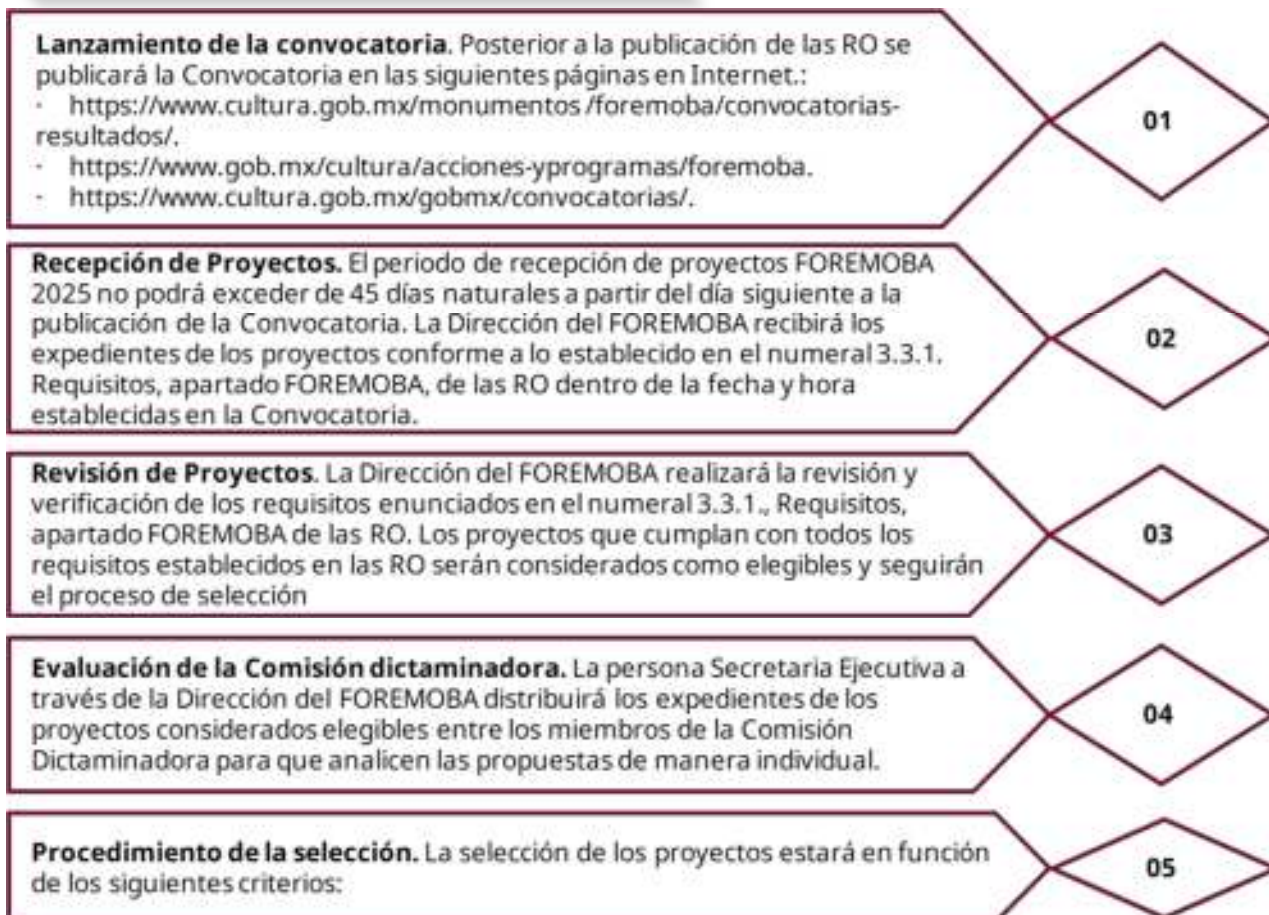 Lanzamiento de la convocatoria. Posterior a la publicación de las RO se
publicará la Convocatoria en las siguientes páginas en Internet.:
· https://www.cultura.gob.mx/monumentos/foremoba/convocatorias-
resultados/.
· https://www.gob.mx/cultura/acciones-yprogramas/foremoba.
· https://www.cultura.gob.mx/gobmx/convocatorias/.
01
Recepción de Proyectos. El periodo de recepción de proyectos FOREMOBA
2025 no podrá exceder de 45 días naturales a partir del día siguiente a la
publicación de la Convocatoria. La Dirección del FOREMOBA recibirá los
expedientes de los proyectos conforme a lo establecido en el numeral 3.3.1.
Requisitos, apartado FOREMOBA, de las RO dentro de la fecha y hora
establecidas en la Convocatoria.
02
Revisión de Proyectos. La Dirección del FOREMOBA realizará la revisión y
verificación de los requisitos enunciados en el numeral 3.3.1., Requisitos,
apartado FOREMOBA de las RO. Los proyectos que cumplan con todos los
requisitos establecidos en las RO serán considerados como elegibles y seguirán
el proceso de selección
03
Evaluación de la Comisión dictaminadora. La persona Secretaria Ejecutiva a
través de la Dirección del FOREMOBA distribuirá los expedientes de los
proyectos considerados elegibles entre los miembros de la Comisión
Dictaminadora para que analicen las propuestas de manera individual.
04
Procedimiento de la selección. La selección de los proyectos estará en función
de los siguientes criterios:
05